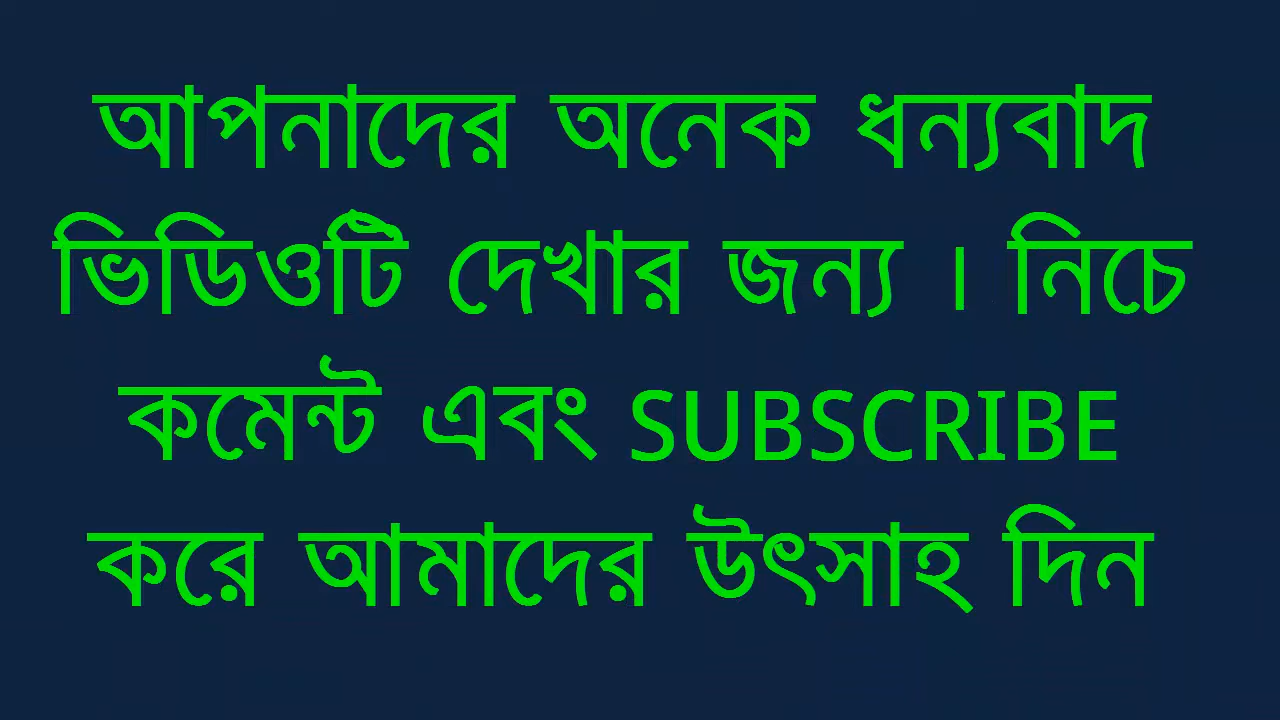 আপনাদের অনেক ধন্যবাদ
ভিডিওটি দেখার জন্য । নিচে
কমেন্ট এবং SUBSCRIBE
করে আমাদের উৎসাহ দিন